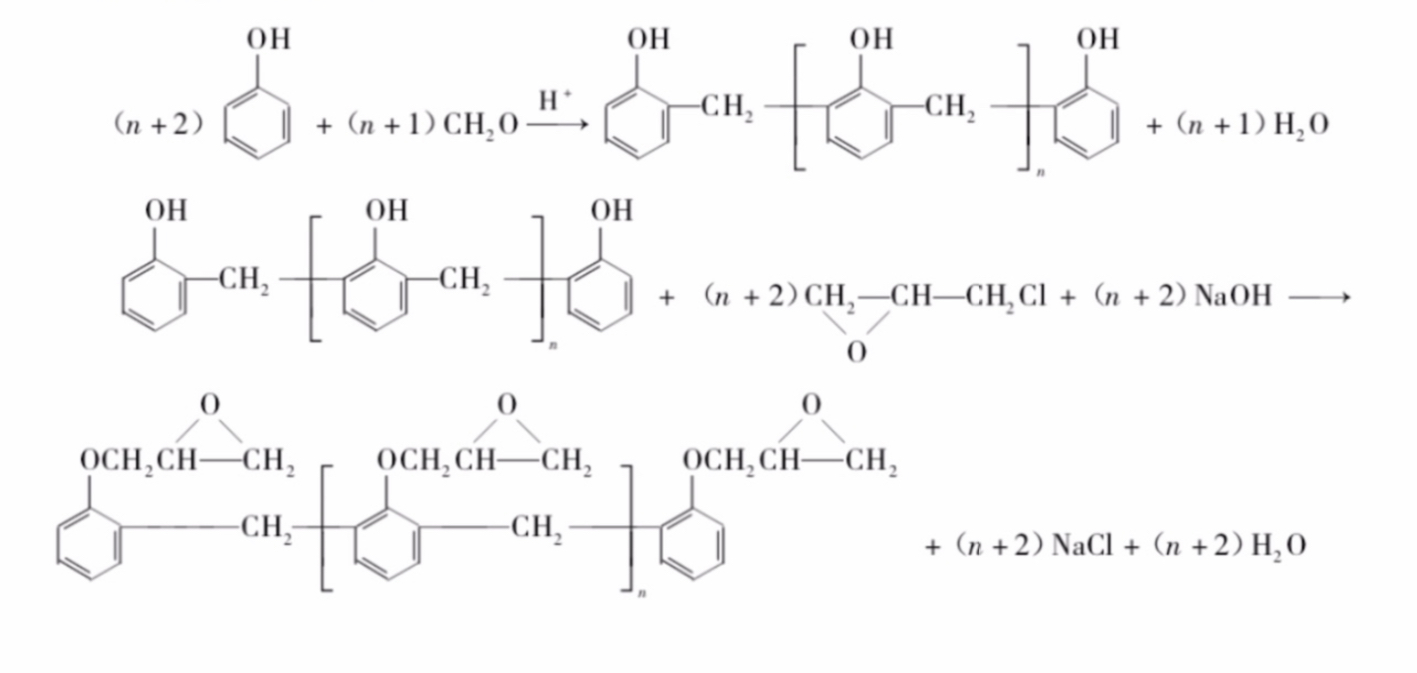 OH OH OH OH
(n+2) + (n+1)CH₂O H⁺ CH₂ CH₂ n + (n+1)H₂O
OH OH OH
CH₂ CH₂ n + (n+2)CH₂—CH—CH₂Cl + (n+2)NaOH
O
O O O
OCH₂CH—CH₂ OCH₂CH—CH₂ OCH₂CH—CH₂
CH₂ CH₂ n + (n+2)NaCl + (n+2)H₂O